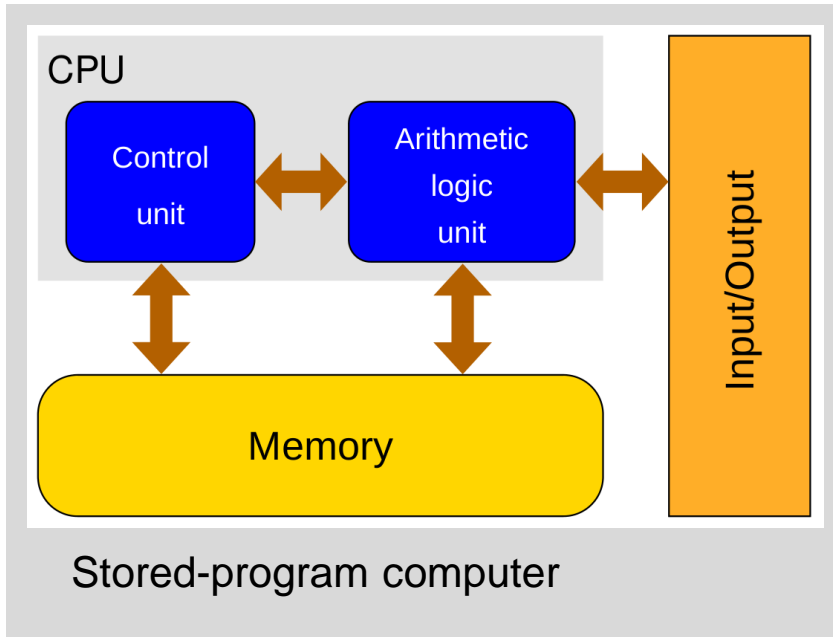 CPU
Control
unit
Arithmetic
logic
unit
Input/Output
Memory
Stored-program computer